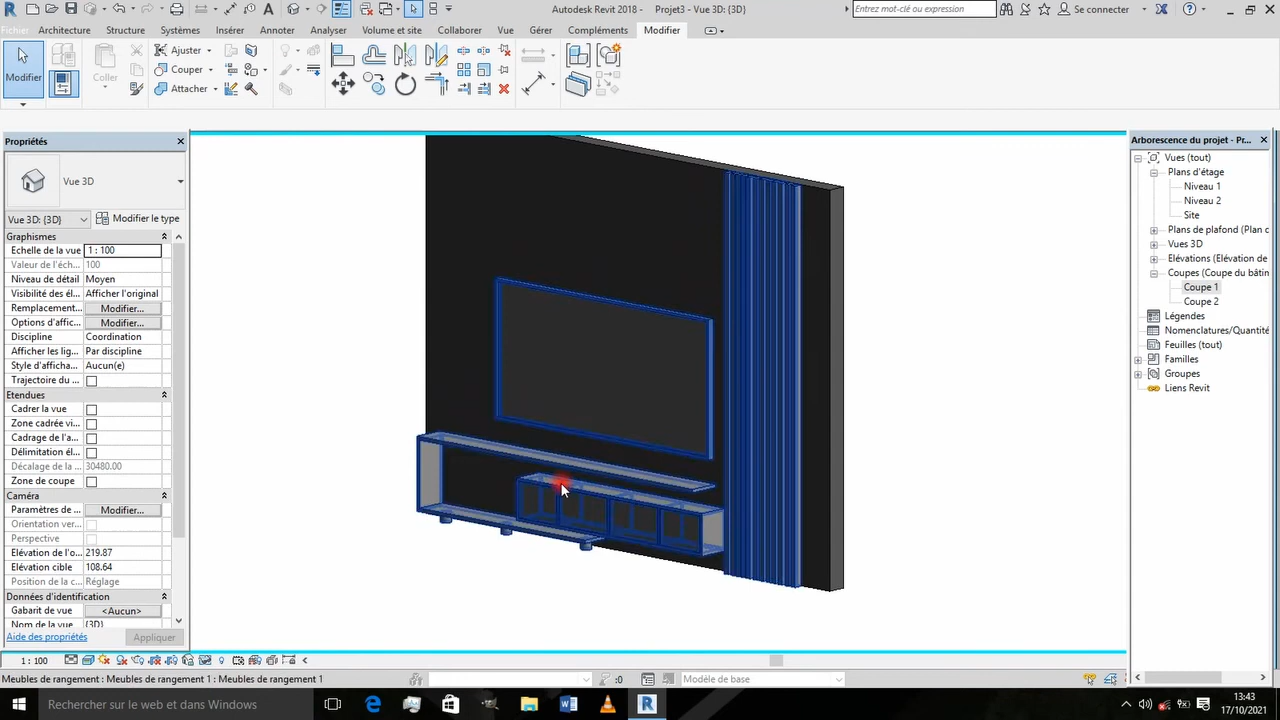 Autodesk Revit 2018 - Projet3 - Vue 3D: {3D}
Entrez mot-clé ou expression
Se connecter
Fichier Architecture Structure Systèmes Insérer Annoter Analyser Volume et site Collaborer Vue Gérer Compléments Modifier
Modifier
Coller
Ajuster
Couper
Attacher
Propriétés
Vue 3D
Vue 3D: {3D} Modifier le type
Graphismes
Echelle de la vue 1 : 100
Valeur de l'éch... 100
Niveau de détail Moyen
Visibilité des él... Afficher l'original
Remplacement... Modifier...
Options d'affic... Modifier...
Discipline Coordination
Afficher les lig... Par discipline
Style d'afficha... Aucun(e)
Trajectoire du ...
Etendues
Cadrer la vue
Zone cadrée vi...
Cadrage de l'a...
Délimitation él...
Décalage de la ... 30480.00
Zone de coupe
Caméra
Paramètres de ... Modifier...
Orientation ver...
Perspective
Elévation de l'o... 219.87
Elévation cible 108.64
Position de la c... Réglage
Données d'identification
Gabarit de vue <Aucun>
Nom de la vue {3D}
Aide des propriétés Appliquer
Arborescence du projet - Pr...
Vues (tout)
Plans d'étage
Niveau 1
Niveau 2
Site
Plans de plafond (Plan d
Vues 3D
Elévations (Elévation de
Coupes (Coupe du bâtin
Coupe 1
Coupe 2
Légendes
Nomenclatures/Quantité
Feuilles (tout)
Familles
Groupes
Liens Revit
1 : 100
Meubles de rangement : Meubles de rangement 1 : Meubles de rangement 1
:0
Modèle de base
Rechercher sur le web et dans Windows
13:43
17/10/2021